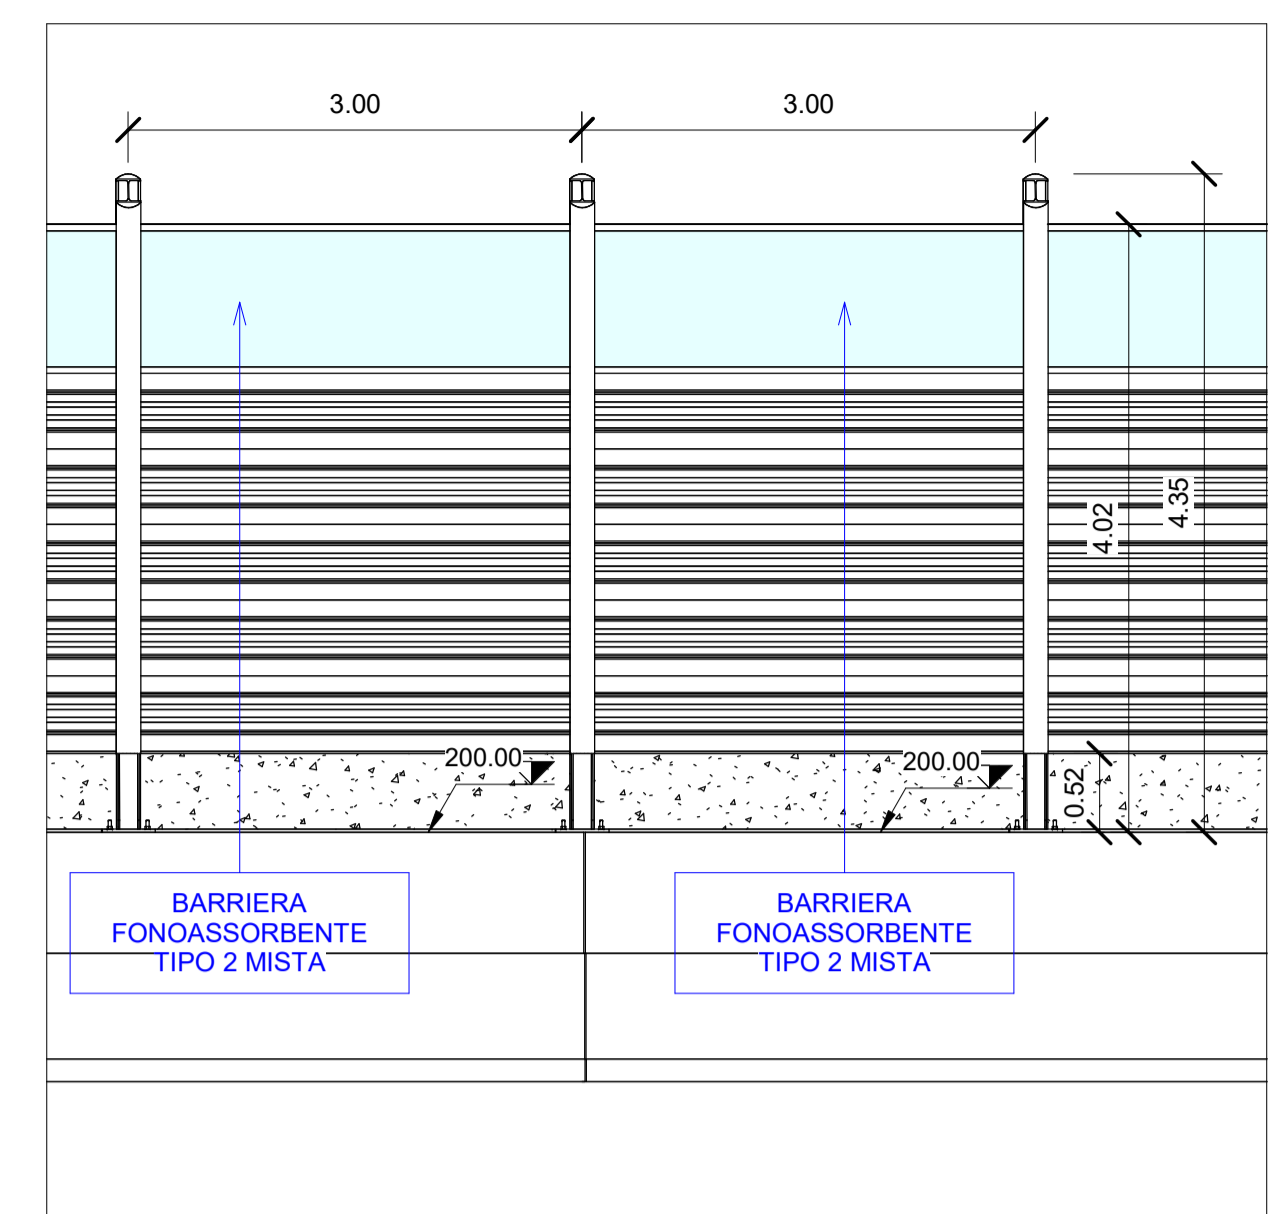 3.00
3.00
4.02
4.35
200.00
200.00
0.52
BARRIERA
FONOASSORBENTE
TIPO 2 MISTA
BARRIERA
FONOASSORBENTE
TIPO 2 MISTA